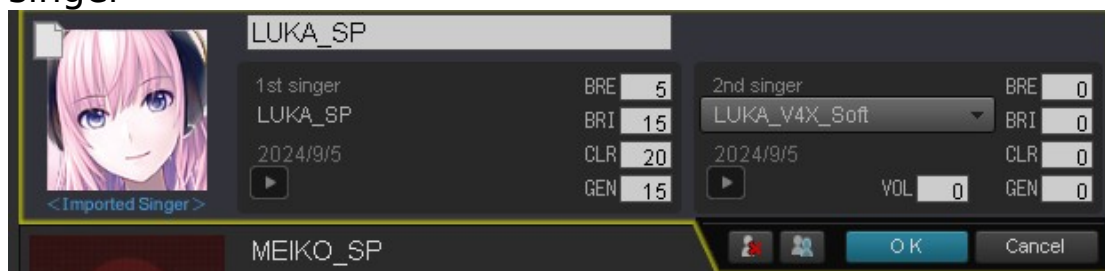 singer
LUKA_SP
1st singer
LUKA_SP
2024/9/5
BRE 5
BRI 15
CLR 20
GEN 15
2nd singer
LUKA_V4X_Soft
2024/9/5
VOL 0
BRE 0
BRI 0
CLR 0
GEN 0
<Imported Singer>
MEIKO_SP
OK
Cancel